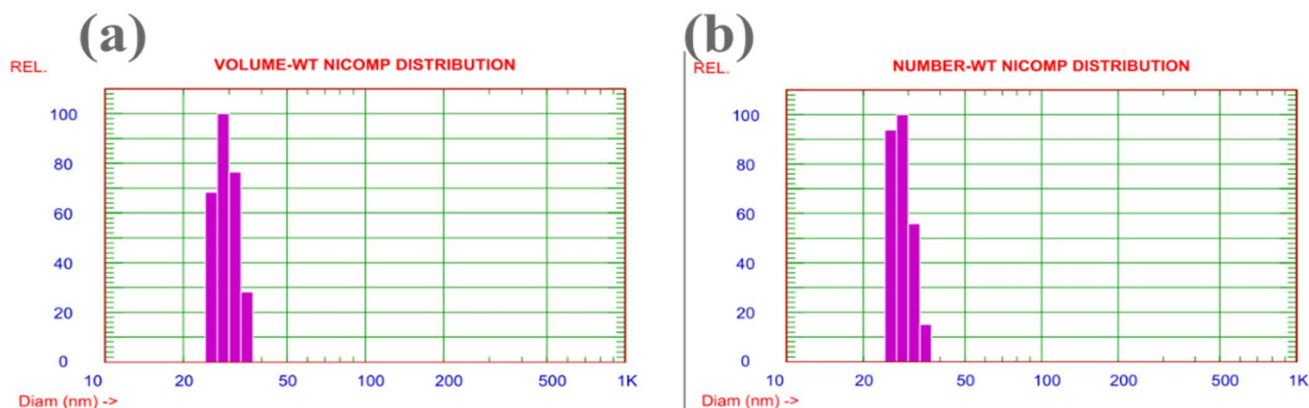 (a)
REL.
VOLUME-WT NICOMP DISTRIBUTION
100
80
60
40
20
0
10 20 50 100 200 500 1K
Diam (nm) ->
(b)
REL.
NUMBER-WT NICOMP DISTRIBUTION
100
80
60
40
20
0
10 20 50 100 200 500 1K
Diam (nm) ->